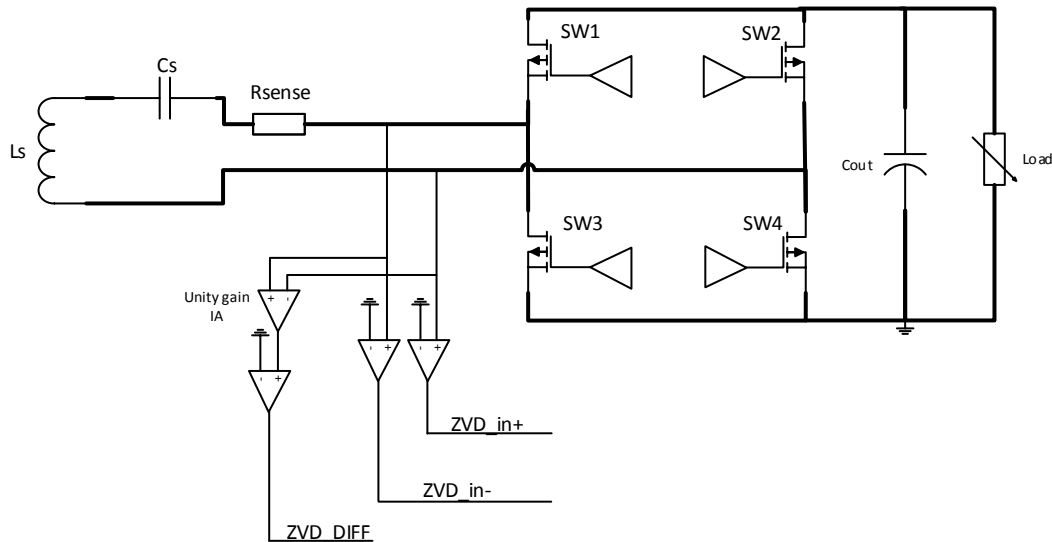 SW1
SW2
Cs
Rsense
Ls
Cout
Load
SW3
SW4
Unity gain
IA
+
-
-
+
-
+
-
+
ZVD_in+
ZVD_in-
ZVD_DIFF